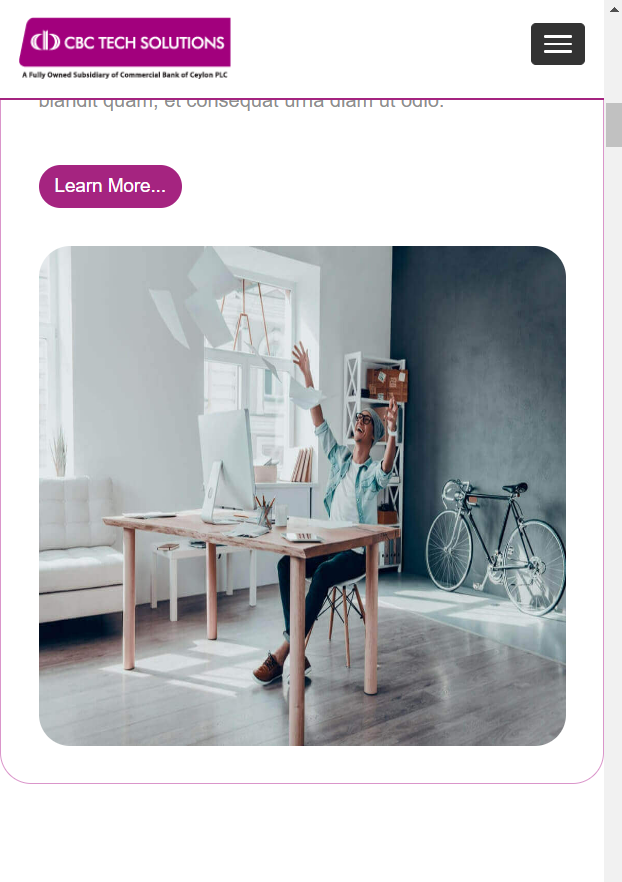 CBC TECH SOLUTIONS
A Fully Owned Subsidiary of Commercial Bank of Ceylon PLC
blandit quam, et consequat urna diam ut odio.
Learn More...